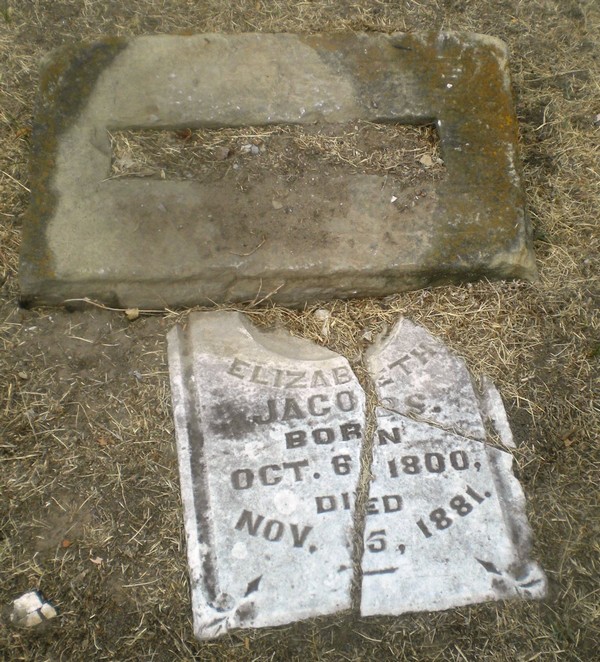 ELIZABETH
JACOBS.
BORN
OCT. 6 1800,
DIED
NOV. 5, 1881.